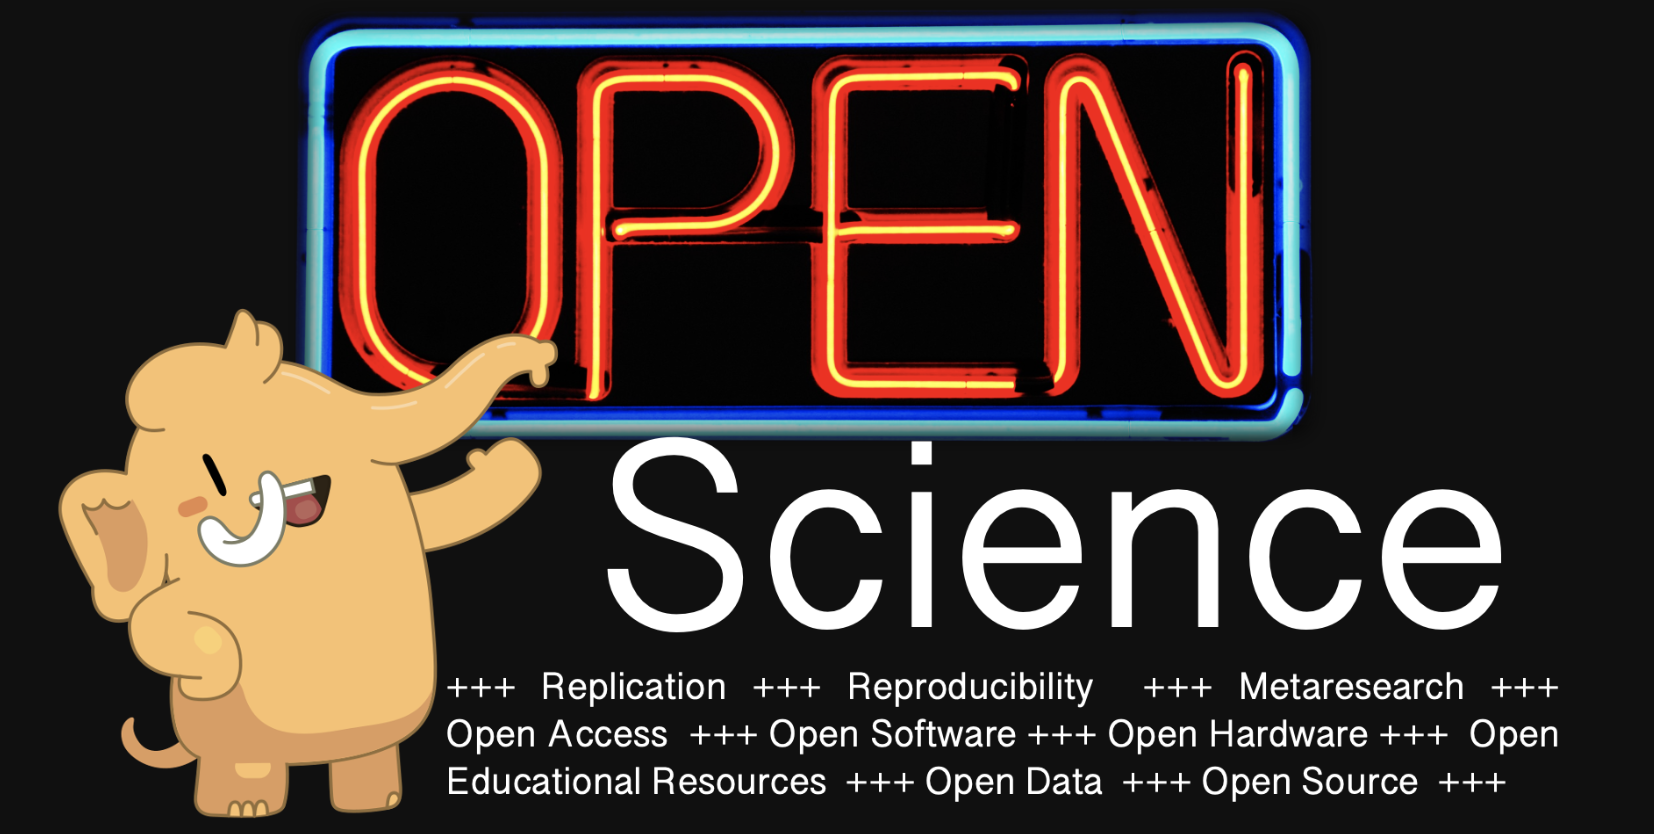 OPEN
Science
+++ Replication +++ Reproducibility +++ Metaresearch +++
Open Access +++ Open Software +++ Open Hardware +++ Open
Educational Resources +++ Open Data +++ Open Source +++